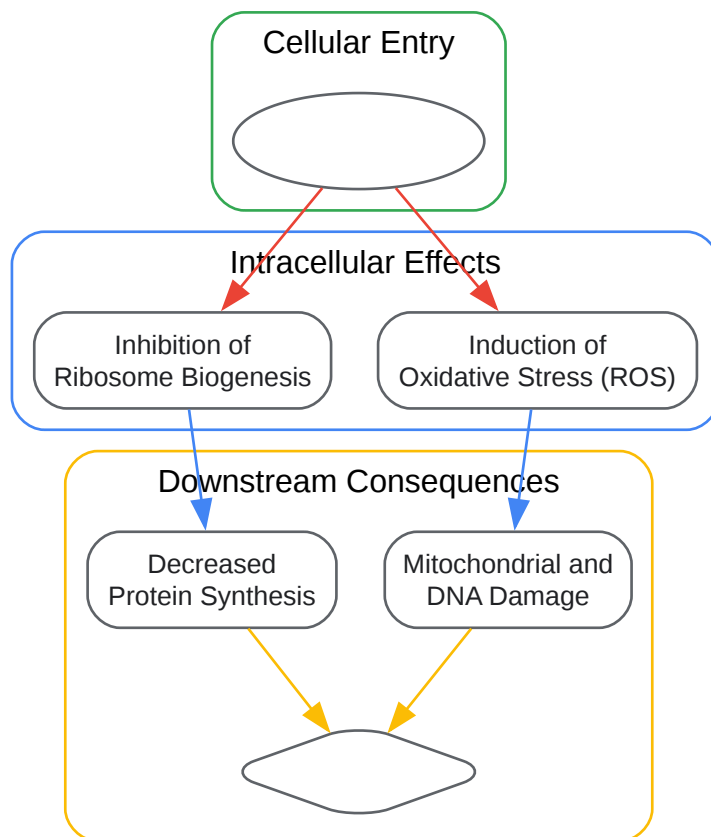 Cellular Entry
Intracellular Effects
Inhibition of
Ribosome Biogenesis
Induction of
Oxidative Stress (ROS)
Downstream Consequences
Decreased
Protein Synthesis
Mitochondrial and
DNA Damage